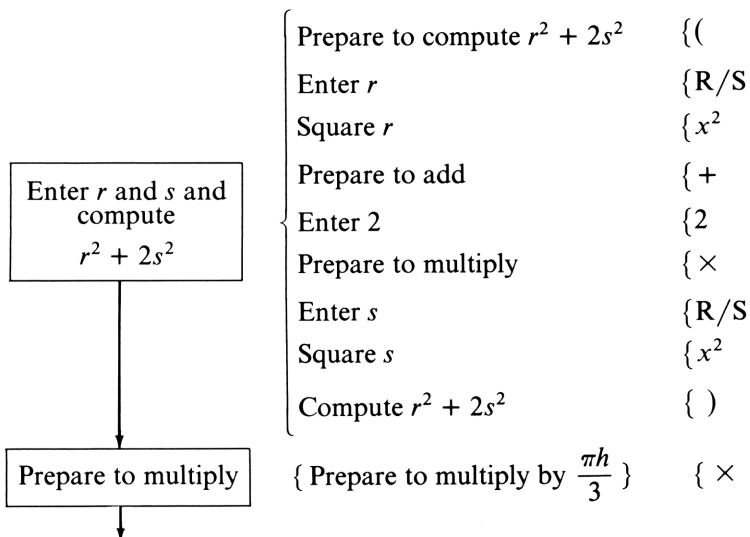 Prepare to compute r² + 2s² {(
Enter r {R/S
Square r {x²
Prepare to add {+
Enter 2 {2
Prepare to multiply {×
Enter s {R/S
Square s {x²
Compute r² + 2s² { )
Enter r and s and
compute
r² + 2s²
Prepare to multiply { Prepare to multiply by πh/3 } { ×